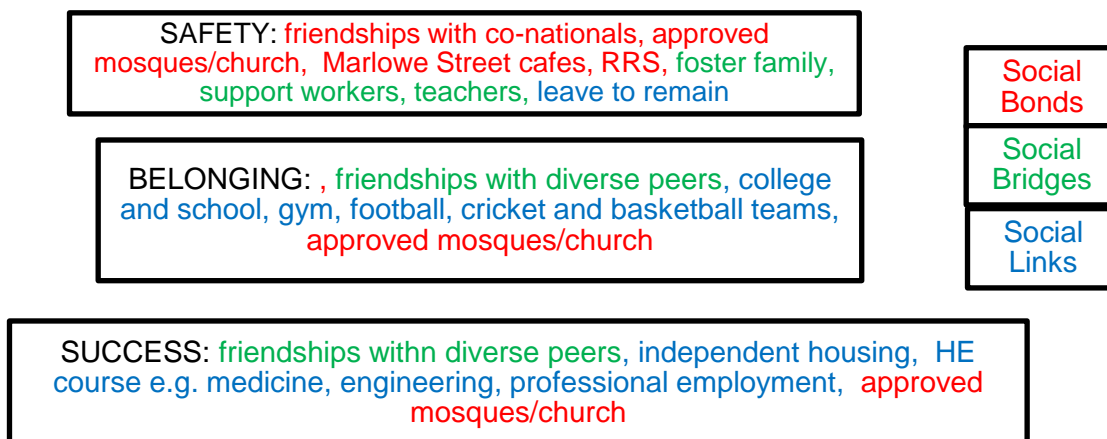 SAFETY: friendships with co-nationals, approved
mosques/church, Marlowe Street cafes, RRS, foster family,
support workers, teachers, leave to remain
Social
Bonds
Social
Bridges
Social
Links
BELONGING: , friendships with diverse peers, college
and school, gym, football, cricket and basketball teams,
approved mosques/church
SUCCESS: friendships withn diverse peers, independent housing, HE
course e.g. medicine, engineering, professional employment, approved
mosques/church